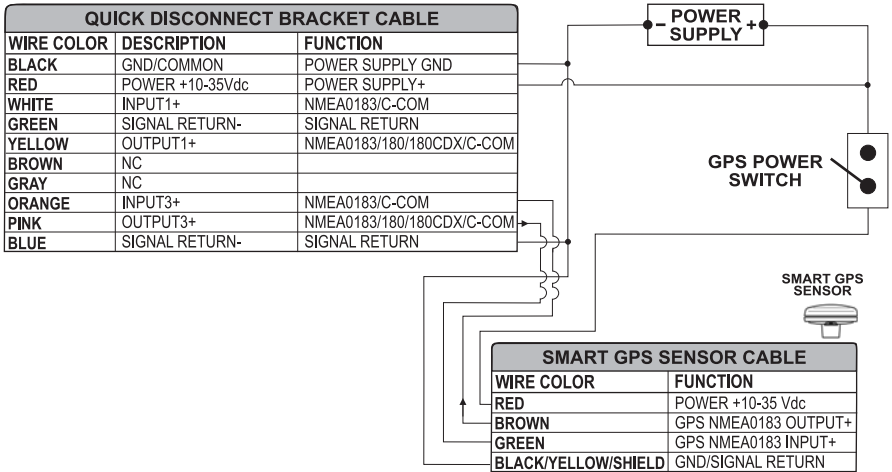 QUICK DISCONNECT BRACKET CABLE
WIRE COLOR DESCRIPTION FUNCTION
BLACK GND/COMMON POWER SUPPLY GND
RED POWER +10-35Vdc POWER SUPPLY+
WHITE INPUT1+ NMEA0183/C-COM
GREEN SIGNAL RETURN- SIGNAL RETURN
YELLOW OUTPUT1+ NMEA0183/180/180CDX/C-COM
BROWN NC
GRAY NC
ORANGE INPUT3+ NMEA0183/C-COM
PINK OUTPUT3+ NMEA0183/180/180CDX/C-COM
BLUE SIGNAL RETURN- SIGNAL RETURN
- POWER +
SUPPLY
GPS POWER
SWITCH
SMART GPS
SENSOR
SMART GPS SENSOR CABLE
WIRE COLOR FUNCTION
RED POWER +10-35 Vdc
BROWN GPS NMEA0183 OUTPUT+
GREEN GPS NMEA0183 INPUT+
BLACK/YELLOW/SHIELD GND/SIGNAL RETURN